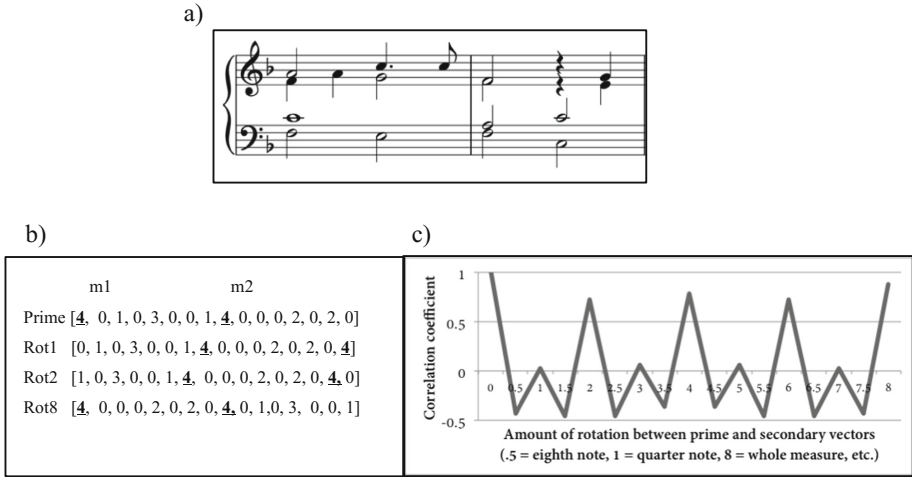 a)
b)
m1 m2
Prime [4, 0, 1, 0, 3, 0, 0, 1, 4, 0, 0, 0, 2, 0, 2, 0]
Rot1 [0, 1, 0, 3, 0, 0, 1, 4, 0, 0, 0, 2, 0, 2, 0, 4]
Rot2 [1, 0, 3, 0, 0, 1, 4, 0, 0, 0, 2, 0, 2, 0, 4, 0]
Rot8 [4, 0, 0, 0, 2, 0, 2, 0, 4, 0, 1,0, 3, 0, 0, 1]
c)
Correlation coefficient
1
0.5
0
-0.5
0 0.5 1 1.5 2 2.5 3 3.5 4 4.5 5 5.5 6 6.5 7 7.5 8
Amount of rotation between prime and secondary vectors
(.5 = eighth note, 1 = quarter note, 8 = whole measure, etc.)